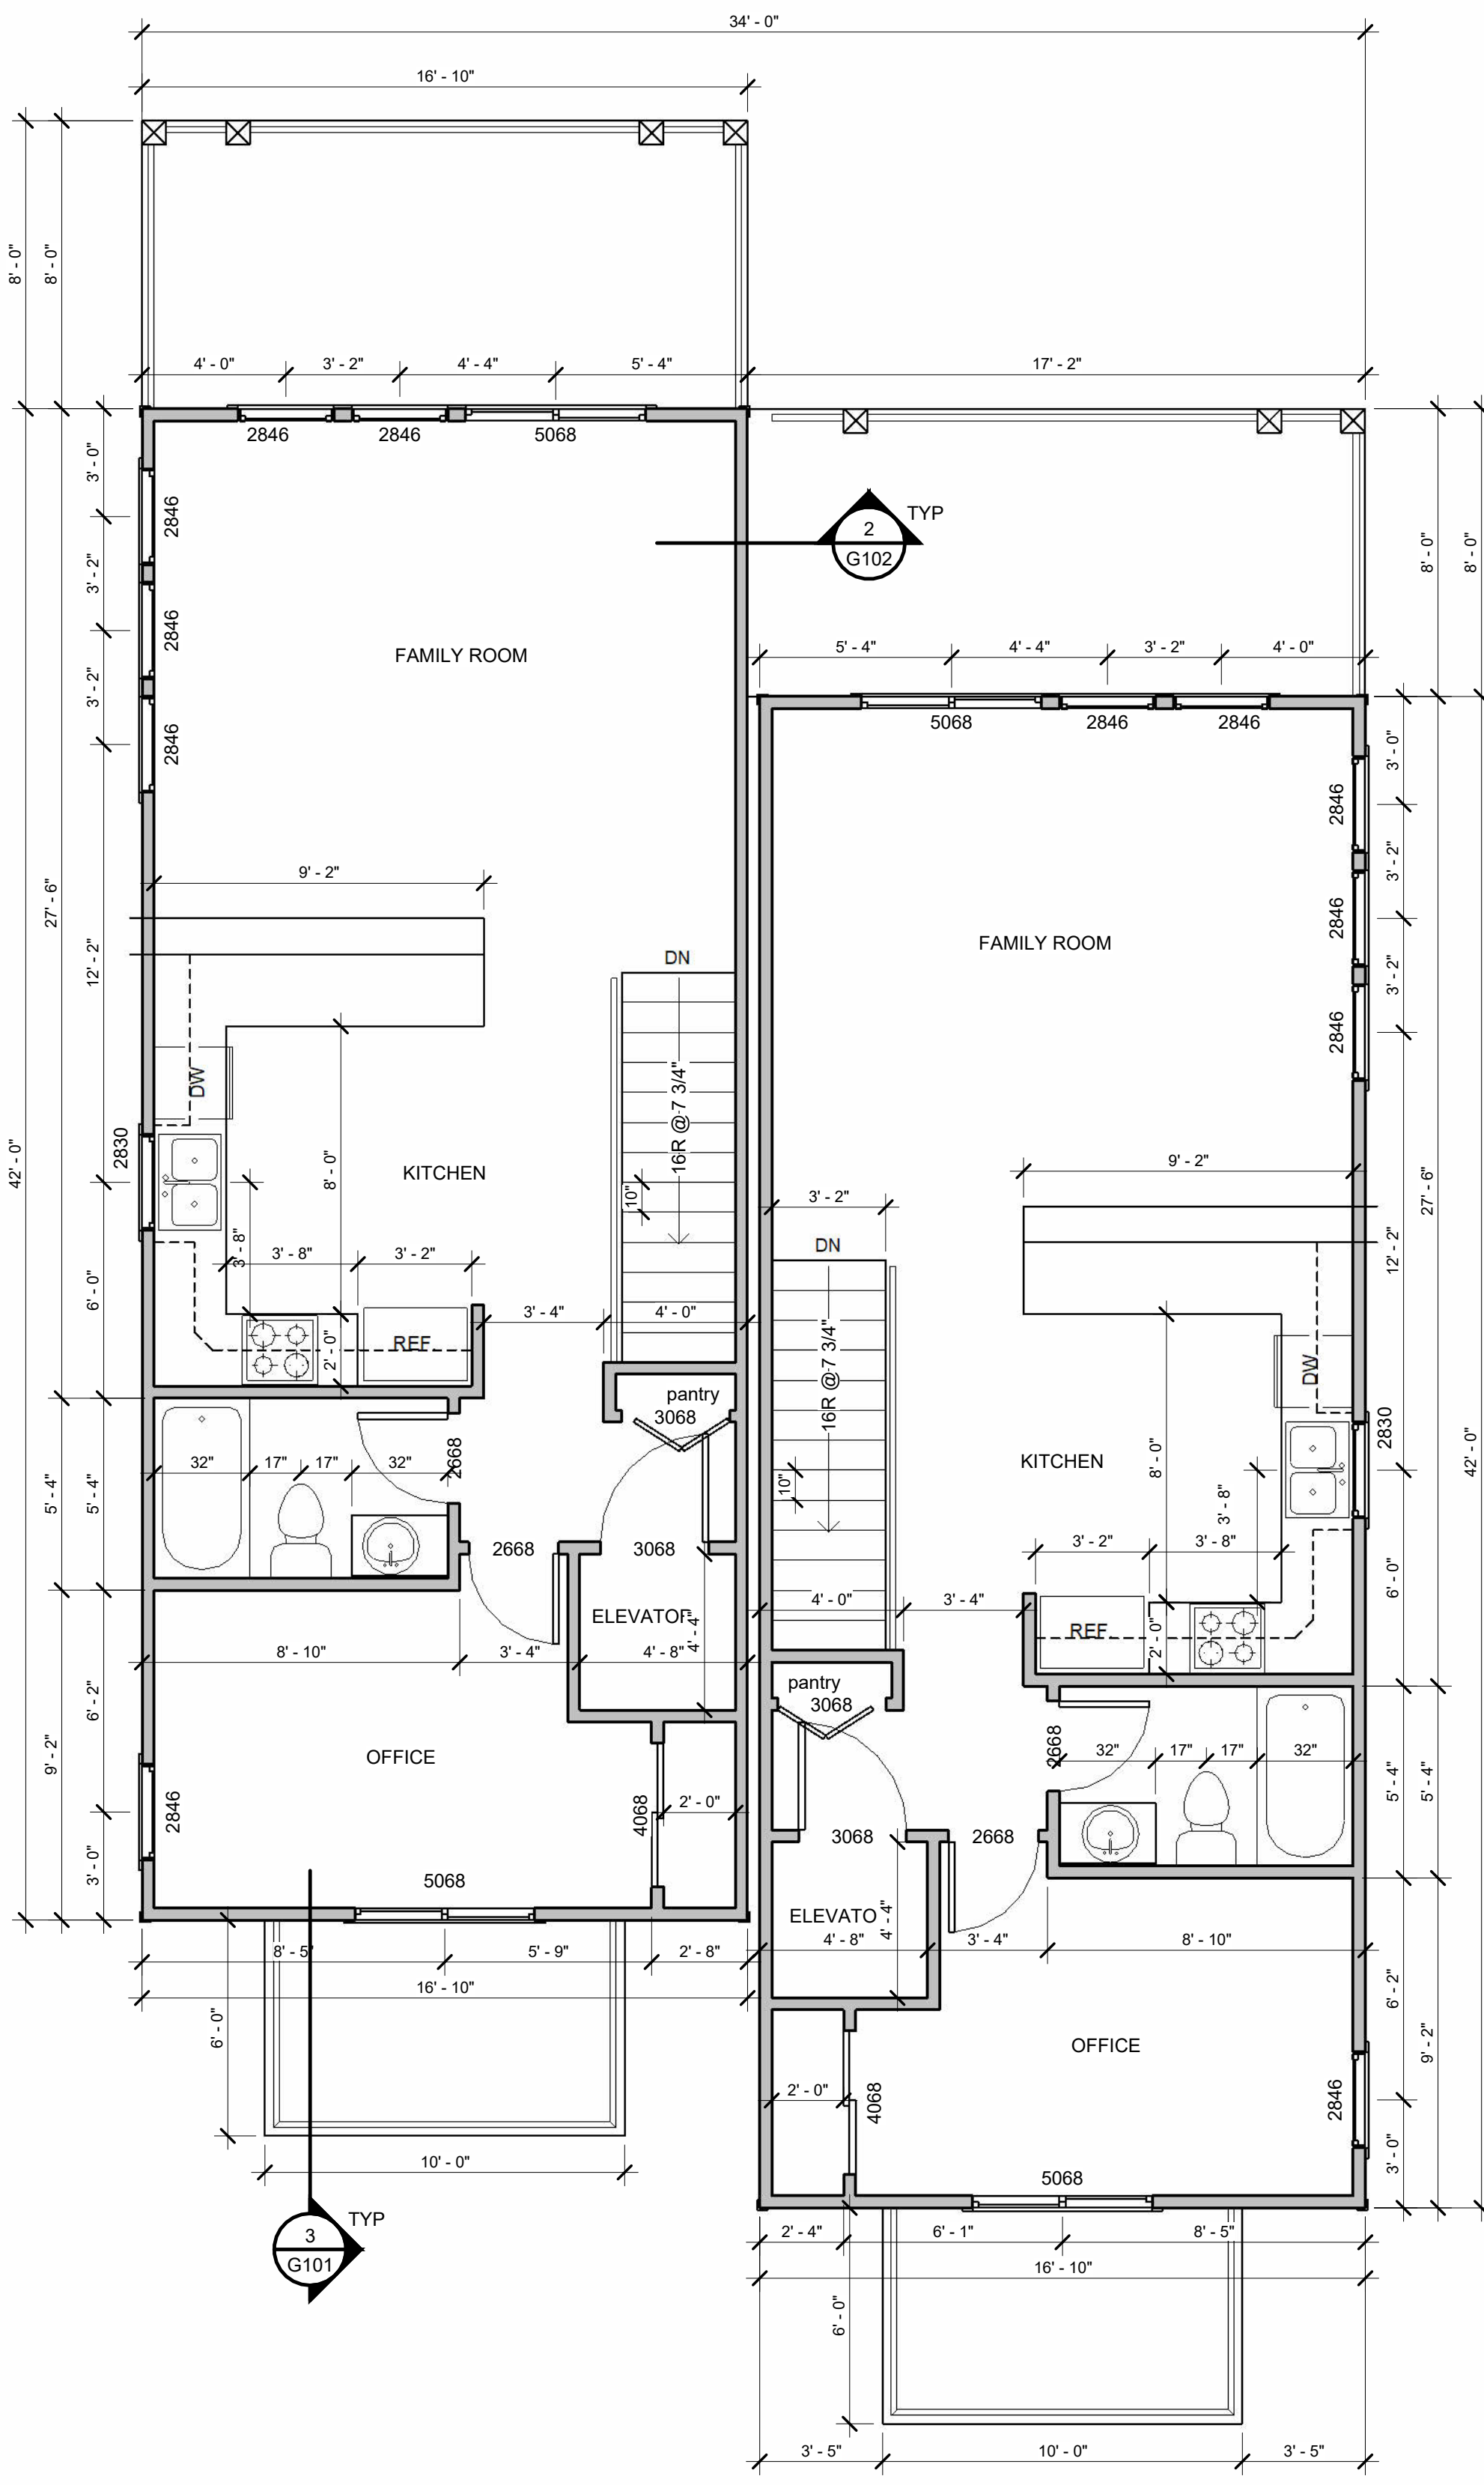 34' - 0"
16' - 10"
8' - 0"
8' - 0"
4' - 0"
3' - 2"
4' - 4"
5' - 4"
17' - 2"
2846
2846
5068
3' - 0"
2846
2
G102
TYP
8' - 0"
8' - 0"
3' - 2"
2846
FAMILY ROOM
5' - 4"
4' - 4"
3' - 2"
4' - 0"
3' - 2"
2846
5068
2846
2846
3' - 0"
2846
9' - 2"
3' - 2"
27' - 6"
2846
FAMILY ROOM
12' - 2"
DN
3' - 2"
2846
DW
16R @ 7 3/4"
42' - 0"
2830
8' - 0"
KITCHEN
10"
9' - 2"
3' - 2"
27' - 6"
3' - 8"
3' - 8"
3' - 2"
DN
12' - 2"
6' - 0"
3' - 4"
4' - 0"
REF.
2' - 0"
16R @ 7 3/4"
DW
pantry
3068
2830
32"
17"
17"
32"
2668
KITCHEN
8' - 0"
42' - 0"
5' - 4"
5' - 4"
10"
3' - 8"
2668
3068
3' - 2"
3' - 8"
6' - 0"
ELEVATOR
4' - 4"
4' - 0"
3' - 4"
8' - 10"
3' - 4"
4' - 8"
REF.
2' - 0"
6' - 2"
pantry
3068
9' - 2"
OFFICE
2668
32"
17"
17"
32"
2846
4068
2' - 0"
5' - 4"
5' - 4"
3' - 0"
3068
2668
5068
ELEVATO
4' - 4"
8' - 5"
5' - 9"
2' - 8"
4' - 8"
3' - 4"
8' - 10"
16' - 10"
6' - 2"
6' - 0"
OFFICE
9' - 2"
2' - 0"
4068
2846
10' - 0"
3' - 0"
5068
3
G101
TYP
2' - 4"
6' - 1"
8' - 5"
16' - 10"
6' - 0"
3' - 5"
10' - 0"
3' - 5"